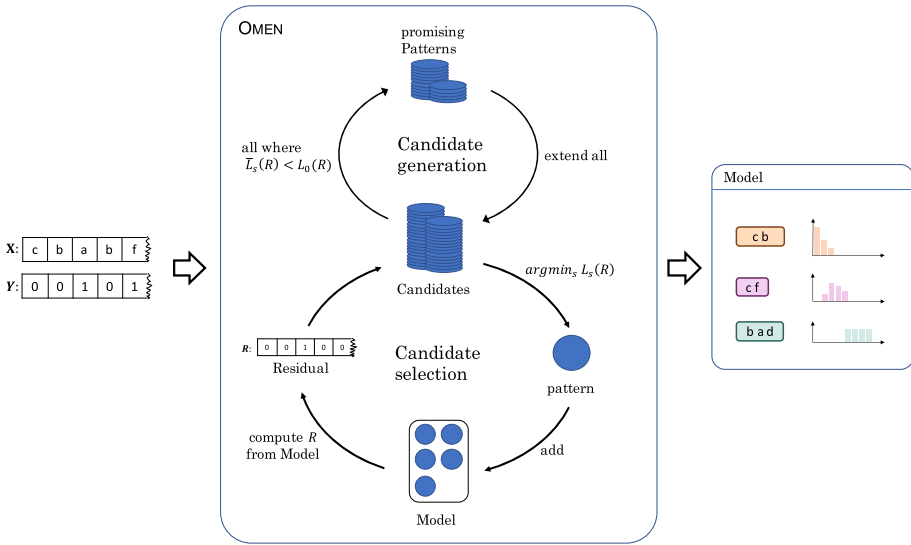 OMEN
promising
Patterns
all where
L̅ₛ(R) < L₀(R)
Candidate
generation
extend all
X: c b a b f
Y: 0 0 1 0 1
Candidates
argminₛ Lₛ(R)
R: 0 0 1 0 0
Residual
Candidate
selection
pattern
compute R
from Model
add
Model
Model
c b
c f
b a d